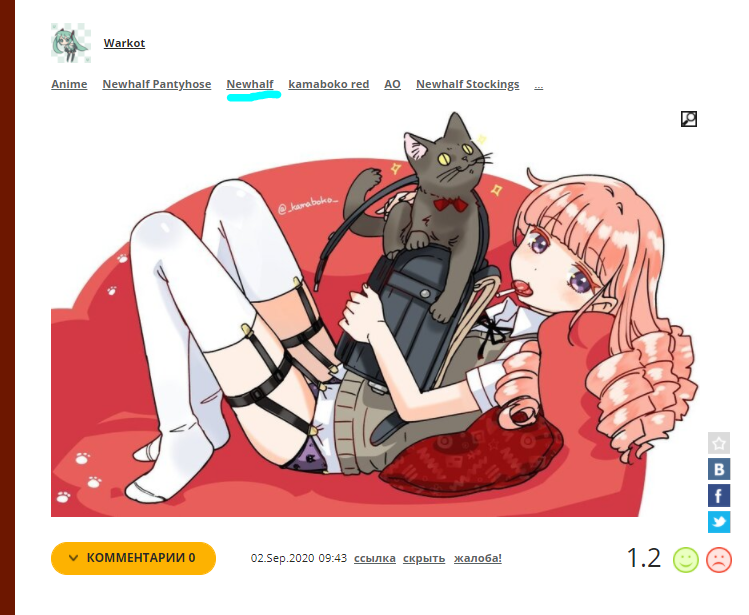 Warkot
Anime Newhalf Pantyhose Newhalf kamaboko red AO Newhalf Stockings ...
@_kamaboko_
КОММЕНТАРИИ 0 02.Sep.2020 09:43 ссылка скрыть жалоба! 1.2
В
f